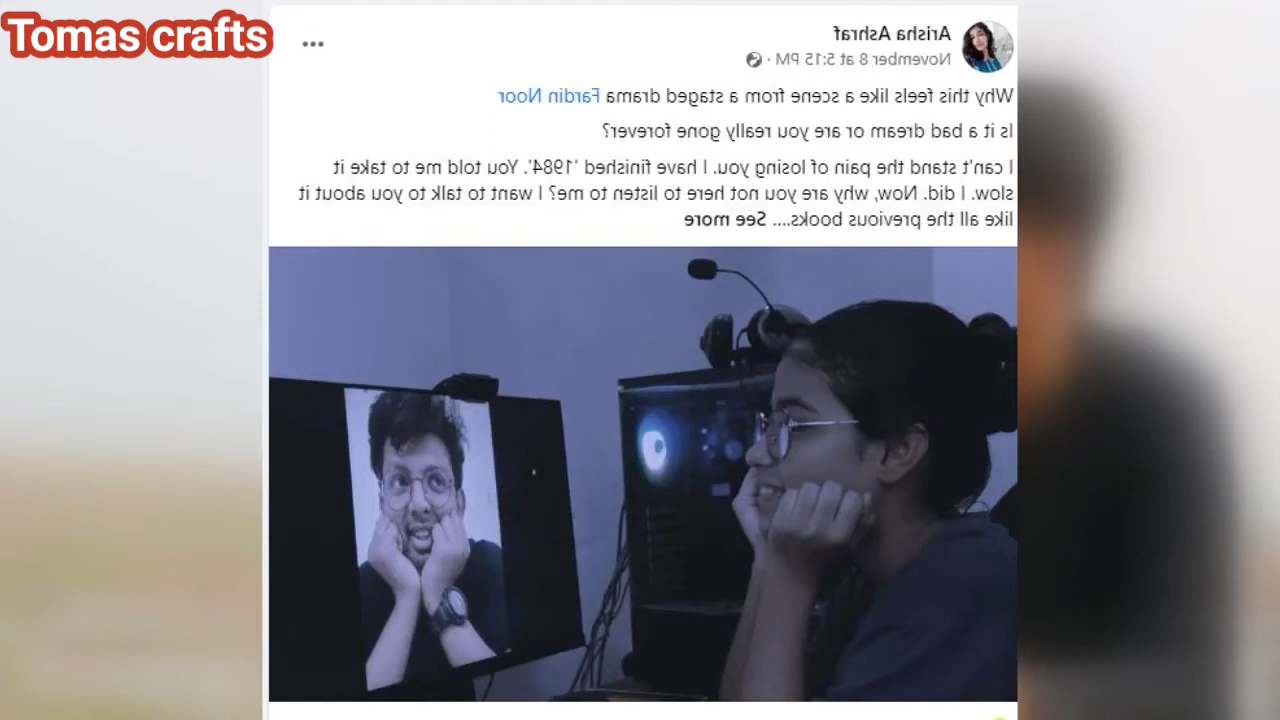 Tomas crafts
Arisha Ashraf
November 8 at 5:15 PM ·
Why this feels like a scene from a staged drama Fardin Noor
Is it a bad dream or are you really gone forever?
I can't stand the pain of losing you. I have finished '1984'. You told me to take it
slow. I did. Now, why are you not here to listen to me? I want to talk to you about it
like all the previous books.... See more